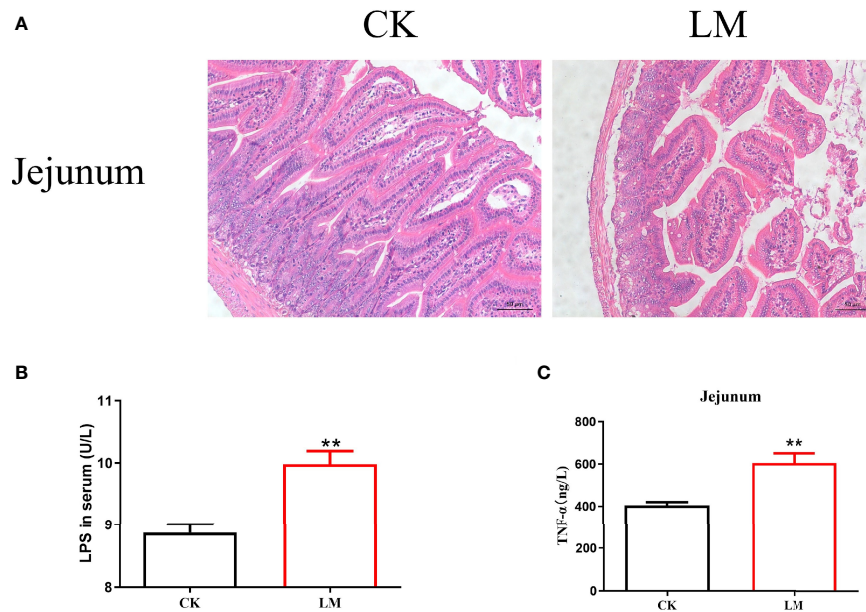 A
CK
LM
Jejunum
B
LPS in serum (U/L)
11
10
9
8
**
CK
LM
C
Jejunum
TNF-α(ng/L)
800
600
400
200
0
**
CK
LM